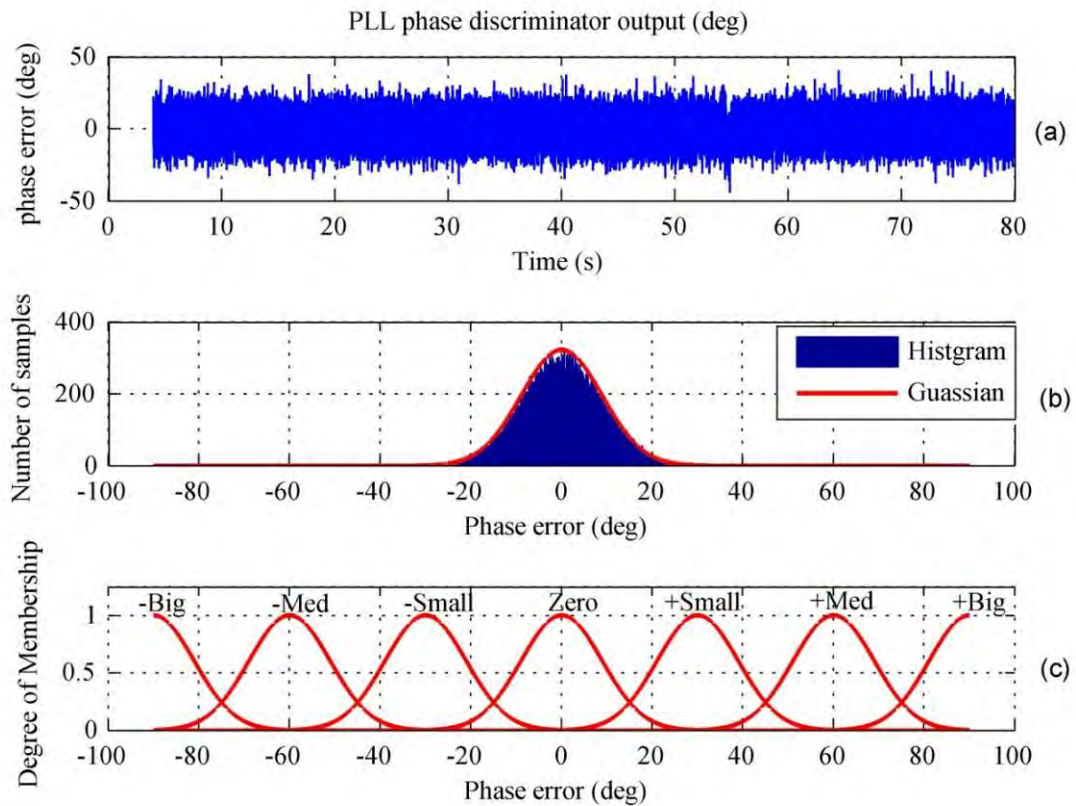 PLL phase discriminator output (deg)
phase error (deg)
50
0
-50
0 10 20 30 40 50 60 70 80
Time (s)
(a)
Number of samples
400
200
0
-100 -80 -60 -40 -20 0 20 40 60 80 100
Phase error (deg)
Histgram
Guassian
(b)
Degree of Membership
1
0.5
0
-Big -Med -Small Zero +Small +Med +Big
-100 -80 -60 -40 -20 0 20 40 60 80 100
Phase error (deg)
(c)